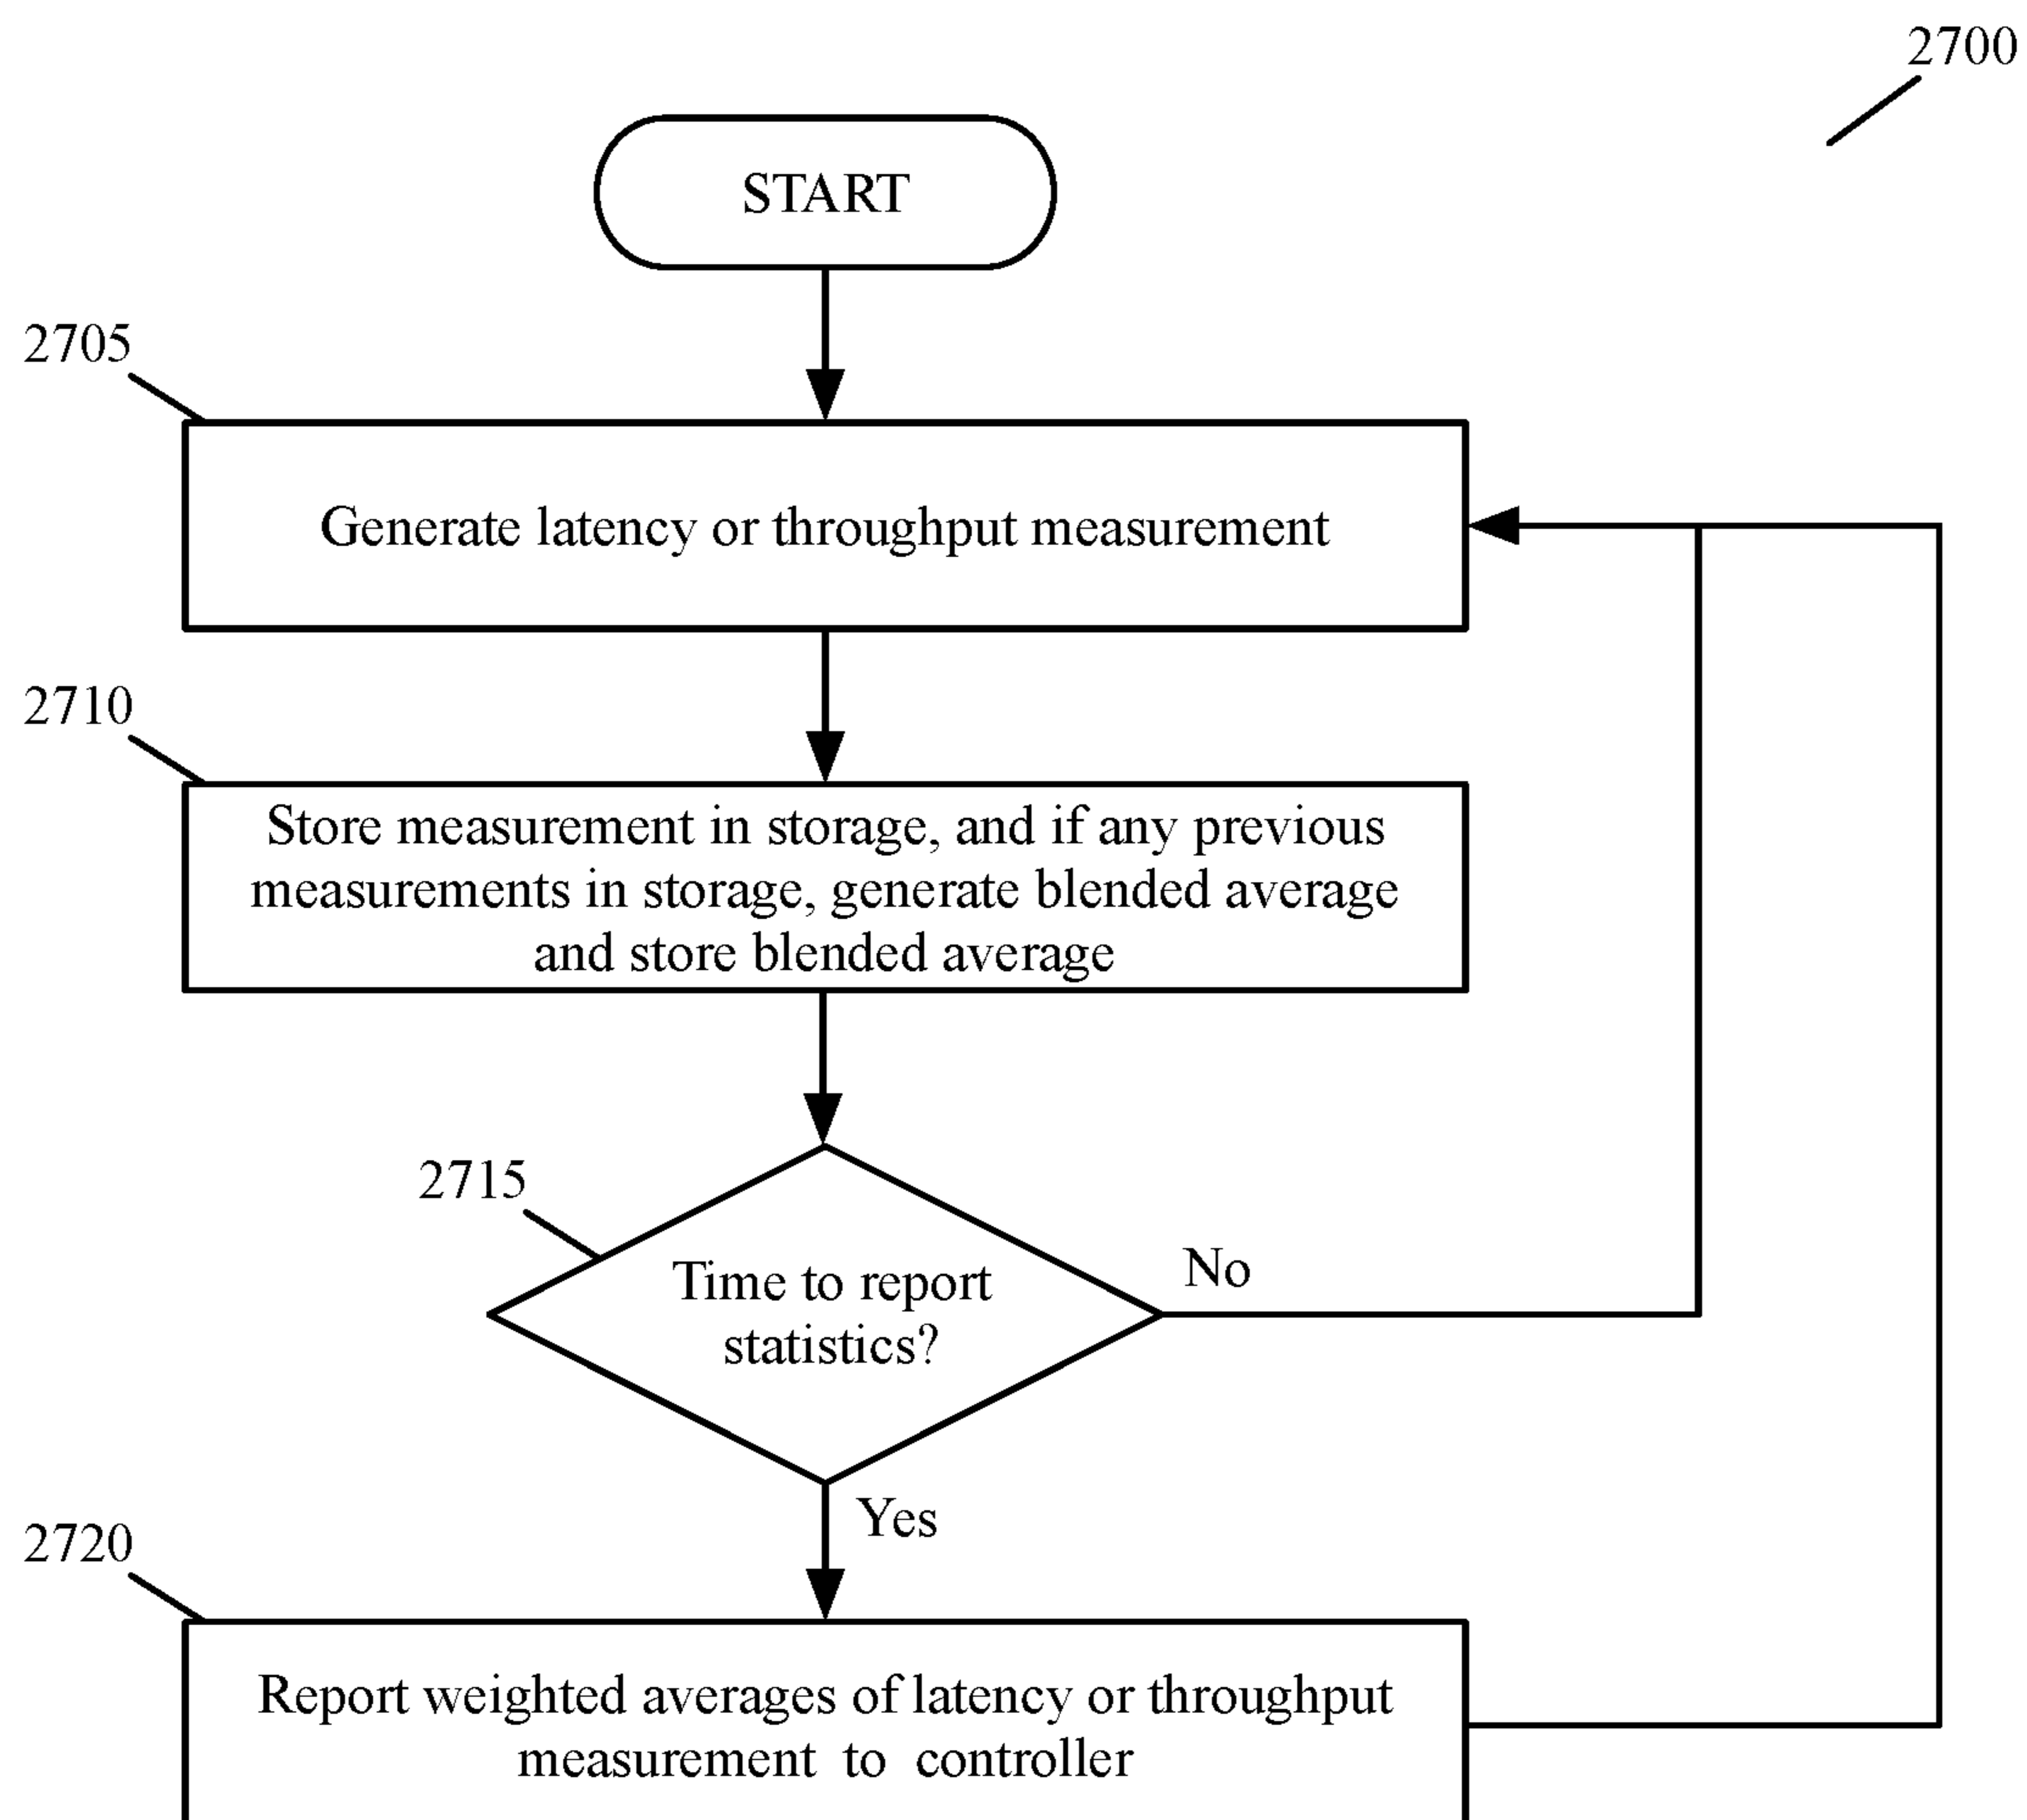 2700
START
2705
Generate latency or throughput measurement
2710
Store measurement in storage, and if any previous
measurements in storage, generate blended average
and store blended average
2715
Time to report
statistics?
No
Yes
2720
Report weighted averages of latency or throughput
measurement to controller